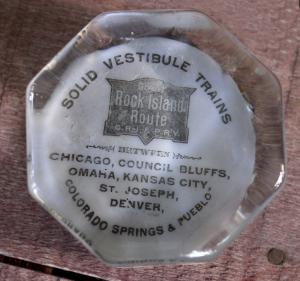 SOLID VESTIBULE TRAINS
Great
Rock Island
Route
C.R.I. & P. R.Y.
BETWEEN
CHICAGO, COUNCIL BLUFFS,
OMAHA, KANSAS CITY,
ST. JOSEPH,
DENVER,
COLORADO SPRINGS & PUEBLO